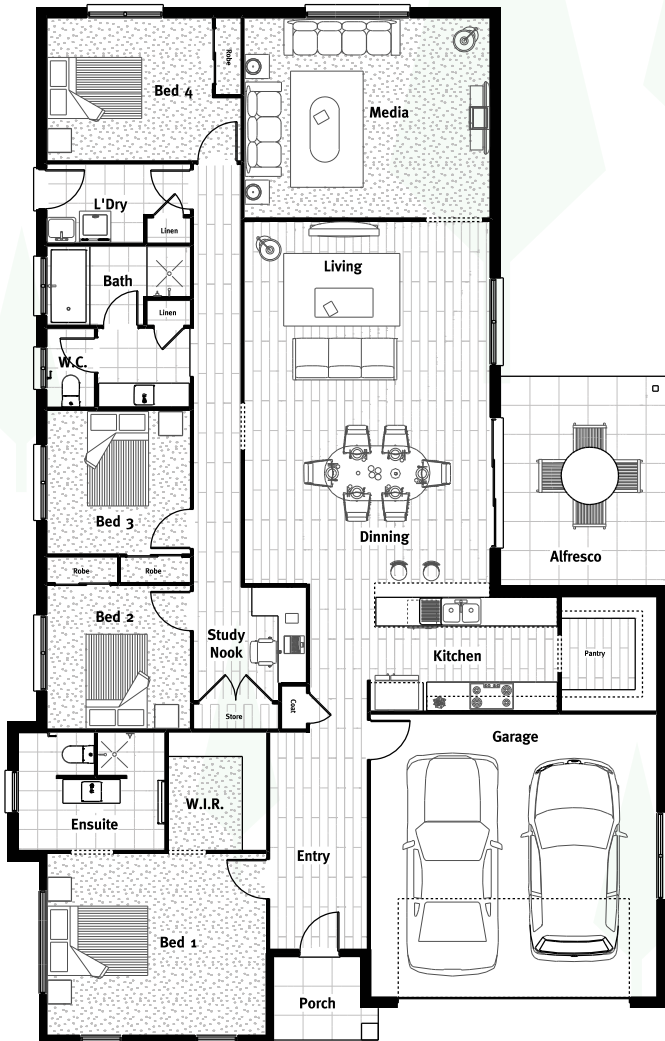 Robe
Bed 4
Media
L'Dry
Linen
Living
Bath
Linen
W.C.
Bed 3
Dinning
Alfresco
Robe
Robe
Bed 2
Study
Nook
Kitchen
Pantry
Coat
Store
Garage
W.I.R.
Ensuite
Entry
Bed 1
Porch